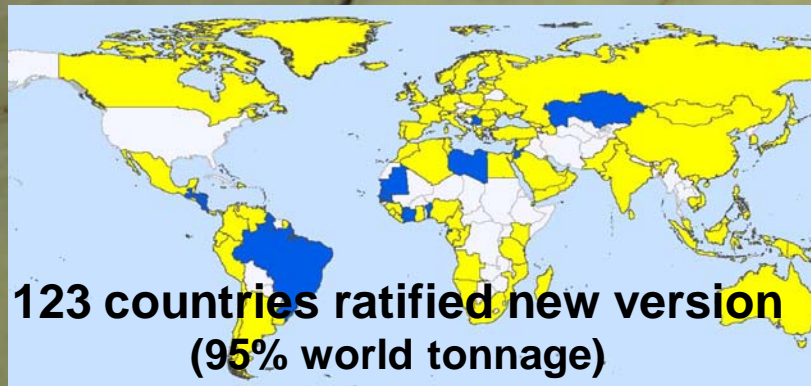 123 countries ratified new version
(95% world tonnage)